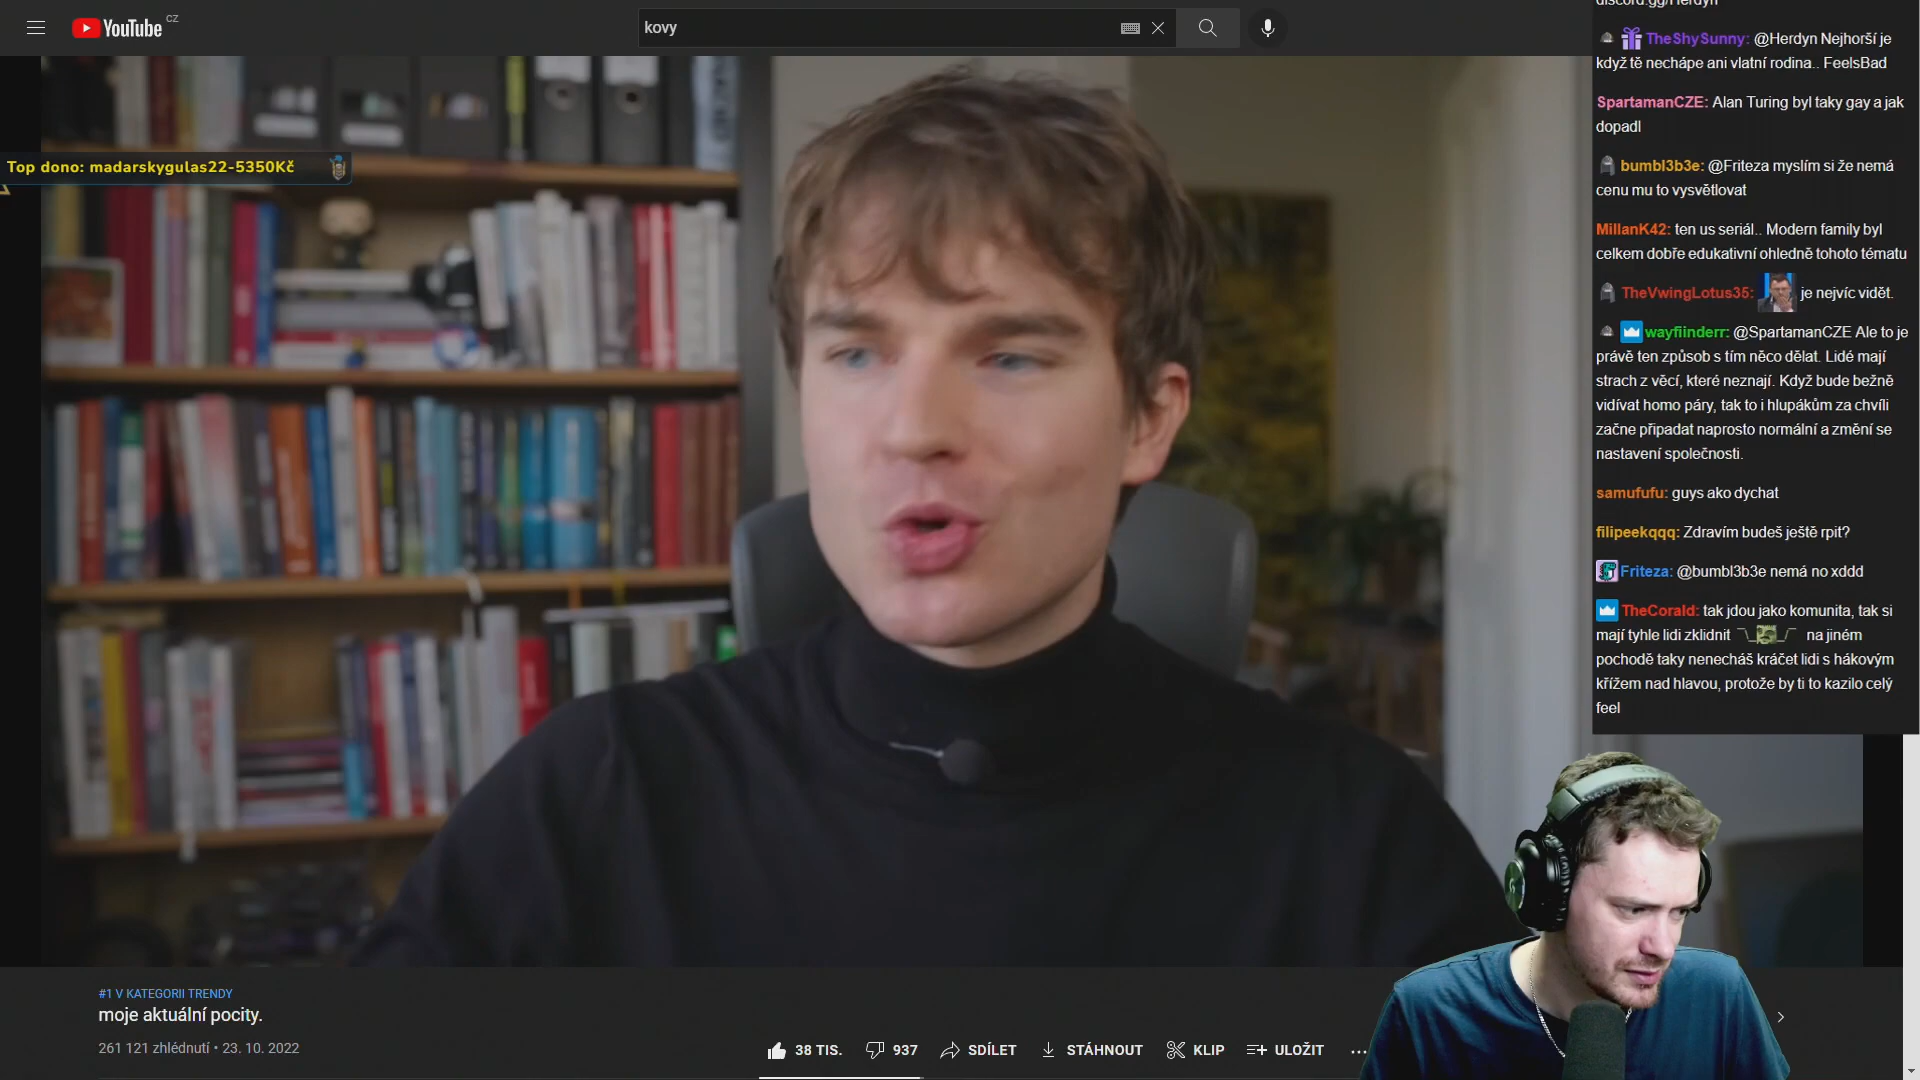 YouTube CZ
kovy
Top dono: madarskygulas22-5350Kč
discord.gg/Herdyn
TheShySunny: @Herdyn Nejhorší je
když tě nechápe ani vlatní rodina.. FeelsBad
SpartamanCZE: Alan Turing byl taky gay a jak
dopadl
bumbl3b3e: @Friteza myslím si že nemá
cenu mu to vysvětlovat
MillanK42: ten us seriál.. Modern family byl
celkem dobře edukativní ohledně tohoto tématu
TheVwingLotus35: je nejvíc vidět.
wayfiinderr: @SpartamanCZE Ale to je
právě ten způsob s tím něco dělat. Lidé mají
strach z věcí, které neznají. Když bude bežně
vidívat homo páry, tak to i hlupákům za chvíli
začne připadat naprosto normální a změní se
nastavení společnosti.
samufufu: guys ako dychat
filipeekqqq: Zdravím budeš ještě rpit?
Friteza: @bumbl3b3e nemá no xddd
TheCorald: tak jdou jako komunita, tak si
mají tyhle lidi zklidnit na jiném
pochodě taky nenecháš kráčet lidi s hákovým
křížem nad hlavou, protože by ti to kazilo celý
feel
#1 V KATEGORII TRENDY
moje aktuální pocity.
261 121 zhlédnutí • 23. 10. 2022
38 TIS. 937 SDÍLET STÁHNOUT KLIP ULOŽIT ...